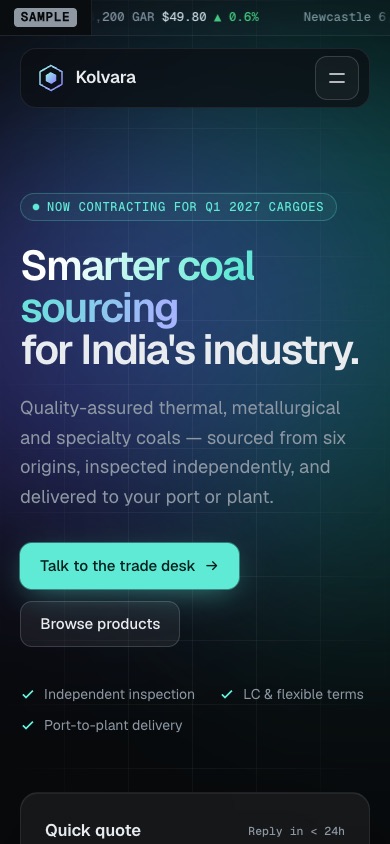 SAMPLE ,200 GAR $49.80 ▲ 0.6% Newcastle 6
Kolvara
NOW CONTRACTING FOR Q1 2027 CARGOES
Smarter coal
sourcing
for India's industry.
Quality-assured thermal, metallurgical
and specialty coals — sourced from six
origins, inspected independently, and
delivered to your port or plant.
Talk to the trade desk →
Browse products
Independent inspection
LC & flexible terms
Port-to-plant delivery
Quick quote
Reply in < 24h